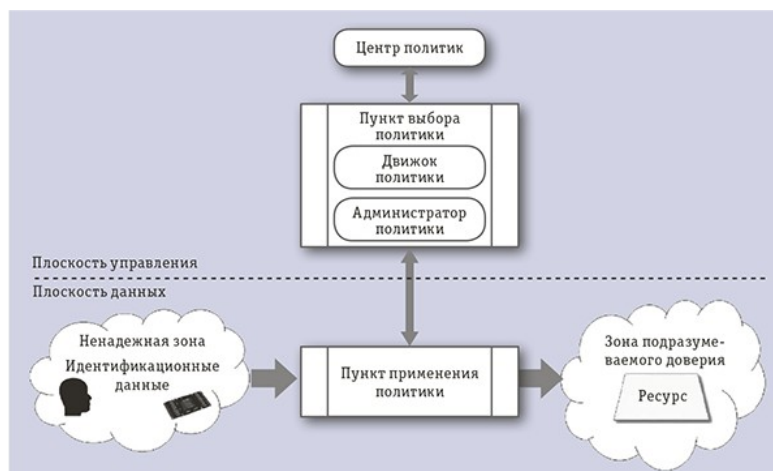 Центр политик
Пункт выбора
политики
Движок
политики
Администратор
политики
Плоскость управления
Плоскость данных
Ненадежная зона
Идентификационные
данные
Пункт применения
политики
Зона подразуме-
ваемого доверия
Ресурс